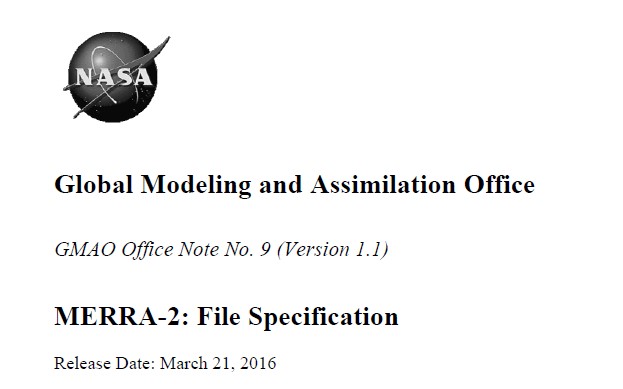 NASA
Global Modeling and Assimilation Office
GMAO Office Note No. 9 (Version 1.1)
MERRA-2: File Specification
Release Date: March 21, 2016